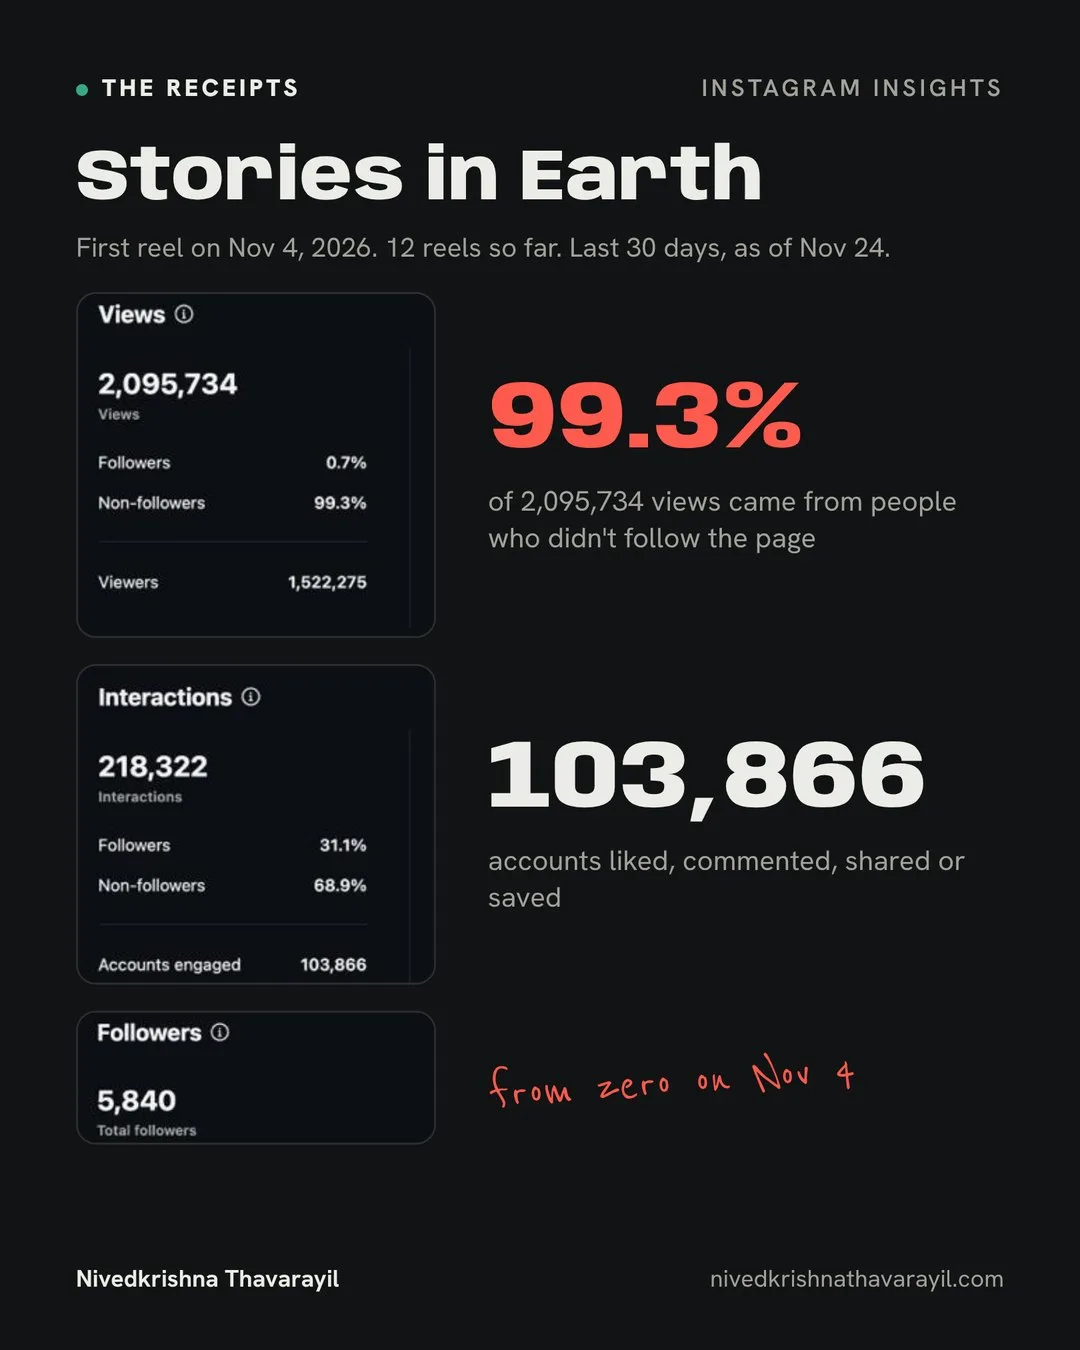 THE RECEIPTS
INSTAGRAM INSIGHTS
Stories in Earth
First reel on Nov 4, 2026. 12 reels so far. Last 30 days, as of Nov 24.
Views
2,095,734
Views
Followers 0.7%
Non-followers 99.3%
Viewers 1,522,275
99.3%
of 2,095,734 views came from people
who didn't follow the page
Interactions
218,322
Interactions
Followers 31.1%
Non-followers 68.9%
Accounts engaged 103,866
103,866
accounts liked, commented, shared or
saved
Followers
5,840
Total followers
from zero on Nov 4
Nivedkrishna Thavarayil
nivedkrishnathavarayil.com